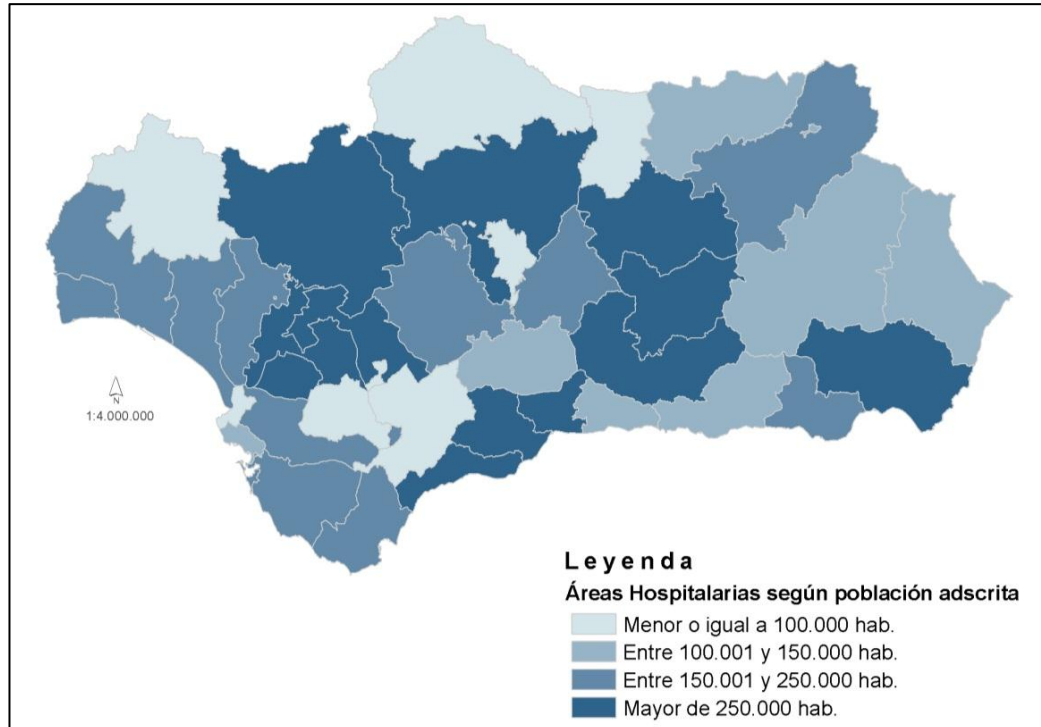 N
1:4.000.000
Leyenda
Áreas Hospitalarias según población adscrita
Menor o igual a 100.000 hab.
Entre 100.001 y 150.000 hab.
Entre 150.001 y 250.000 hab.
Mayor de 250.000 hab.